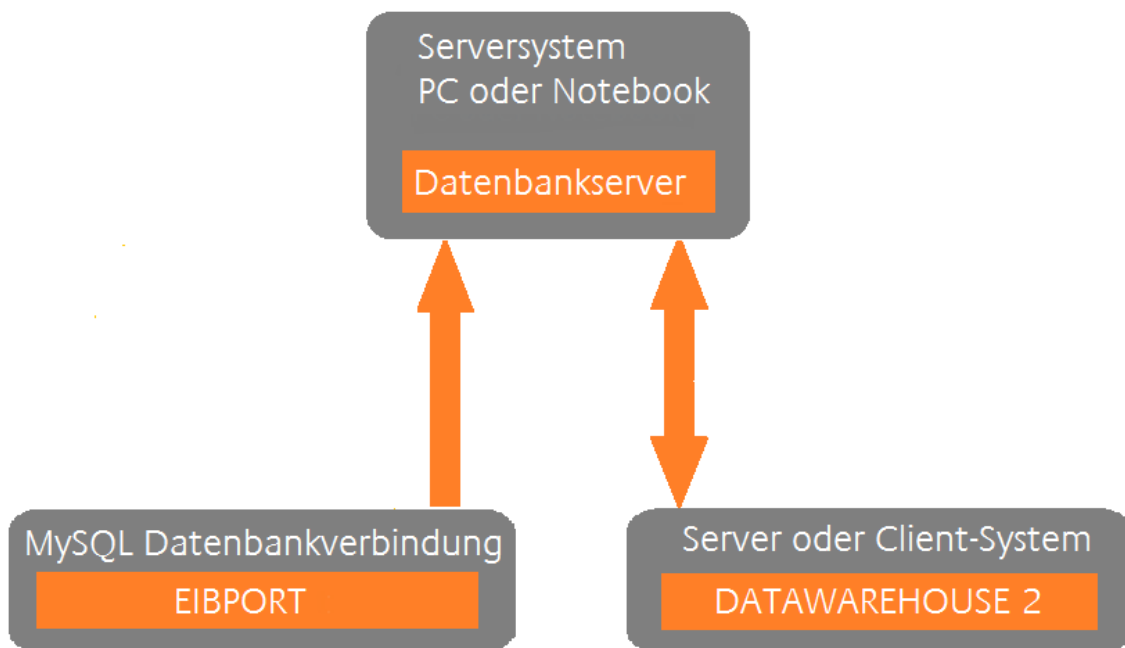 Serversystem
PC oder Notebook
Datenbankserver
MySQL Datenbankverbindung
EIBPORT
Server oder Client-System
DATAWAREHOUSE 2